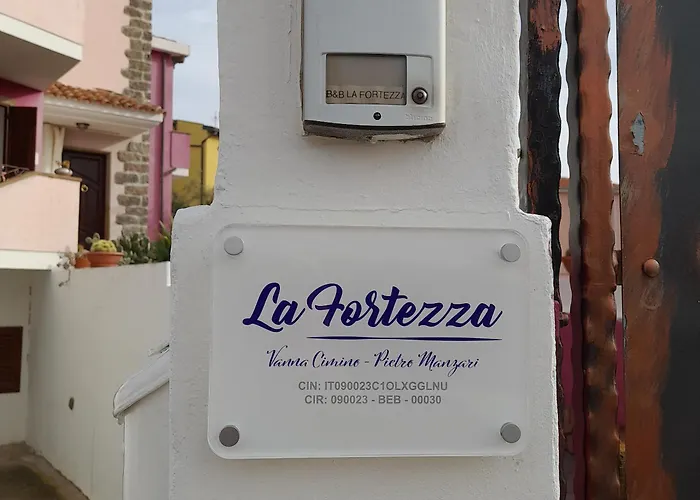 B&B LA FORTEZZA
La Fortezza
Vanna Cimino - Pietro Manzari
CIN: IT090023C1OLXGGLNU
CIR: 090023 - BEB - 00030